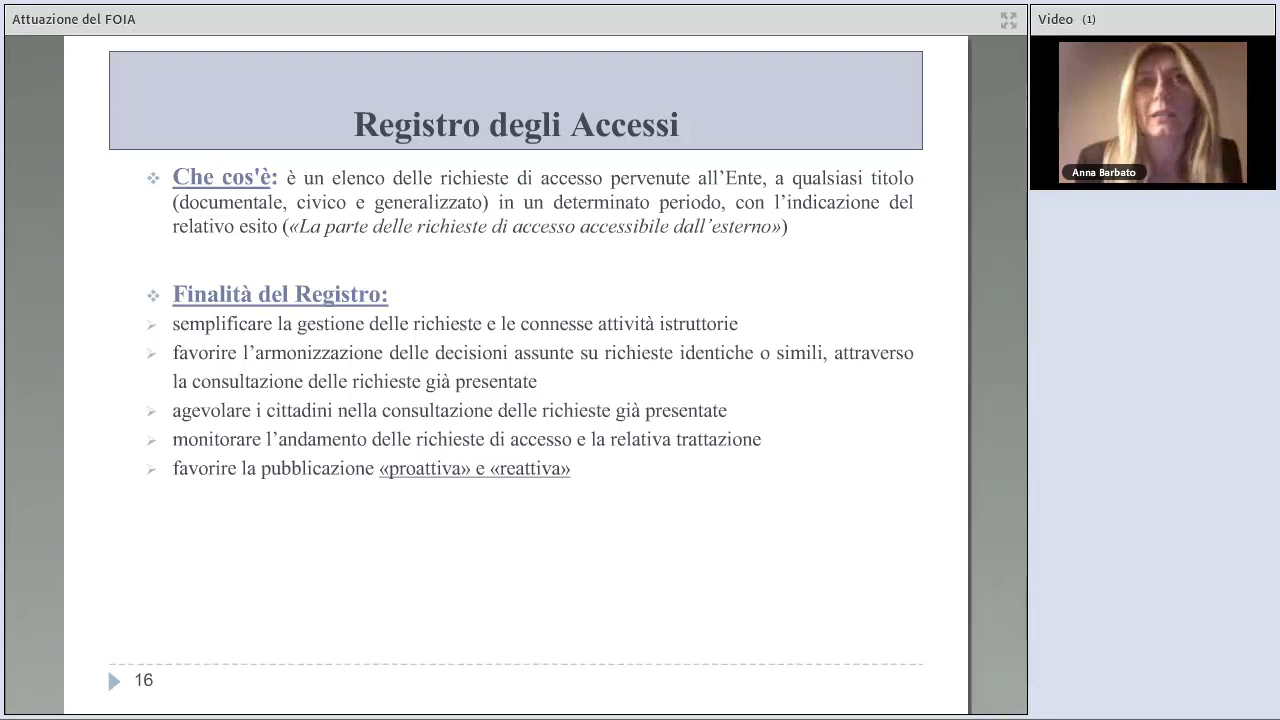 Attuazione del FOIA
Video (1)
Anna Barbato
Registro degli Accessi
Che cos'è: è un elenco delle richieste di accesso pervenute all’Ente, a qualsiasi titolo
(documentale, civico e generalizzato) in un determinato periodo, con l’indicazione del
relativo esito («La parte delle richieste di accesso accessibile dall’esterno»)
Finalità del Registro:
semplificare la gestione delle richieste e le connesse attività istruttorie
favorire l’armonizzazione delle decisioni assunte su richieste identiche o simili, attraverso
la consultazione delle richieste già presentate
agevolare i cittadini nella consultazione delle richieste già presentate
monitorare l’andamento delle richieste di accesso e la relativa trattazione
favorire la pubblicazione «proattiva» e «reattiva»
16